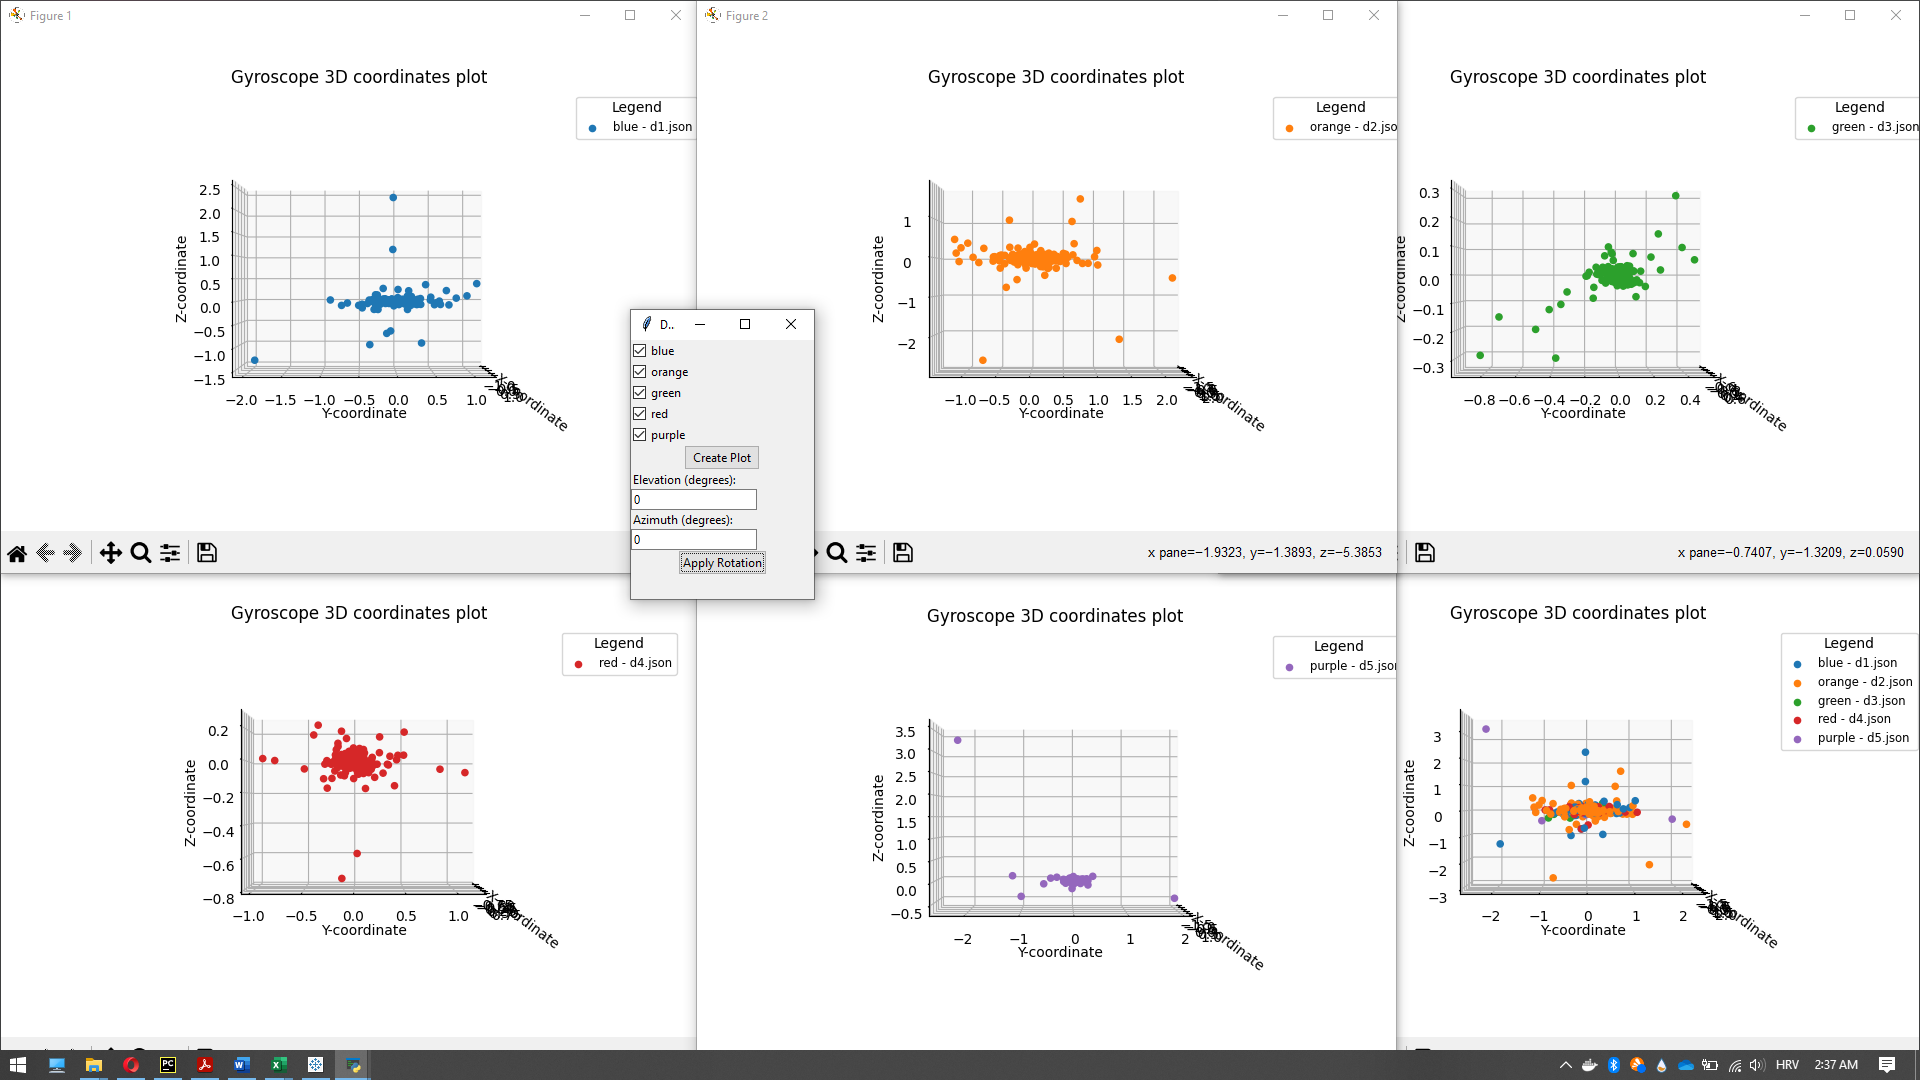 Figure 1
Gyroscope 3D coordinates plot
Legend
blue - d1.json
2.5
2.0
1.5
1.0
0.5
0.0
−0.5
−1.0
−1.5
Z-coordinate
−2.0 −1.5 −1.0 −0.5 0.0 0.5 1.0
Y-coordinate
Figure 2
Gyroscope 3D coordinates plot
Legend
orange - d2.jso
1
0
−1
−2
Z-coordinate
−1.0 −0.5 0.0 0.5 1.0 1.5 2.0
Y-coordinate
x pane=−1.9323, y=−1.3893, z=−5.3853
Gyroscope 3D coordinates plot
Legend
green - d3.json
0.3
0.2
0.1
0.0
−0.1
−0.2
−0.3
Z-coordinate
−0.8 −0.6 −0.4 −0.2 0.0 0.2 0.4
Y-coordinate
x pane=−0.7407, y=−1.3209, z=0.0590
D..
blue
orange
green
red
purple
Create Plot
Elevation (degrees):
0
Azimuth (degrees):
0
Apply Rotation
Gyroscope 3D coordinates plot
Legend
red - d4.json
0.2
0.0
−0.2
−0.4
−0.6
−0.8
Z-coordinate
−1.0 −0.5 0.0 0.5 1.0
Y-coordinate
Gyroscope 3D coordinates plot
Legend
purple - d5.jso
3.5
3.0
2.5
2.0
1.5
1.0
0.5
0.0
−0.5
Z-coordinate
−2 −1 0 1 2
Y-coordinate
Gyroscope 3D coordinates plot
Legend
blue - d1.json
orange - d2.json
green - d3.json
red - d4.json
purple - d5.json
3
2
1
0
−1
−2
−3
Z-coordinate
−2 −1 0 1 2
Y-coordinate
HRV
2:37 AM